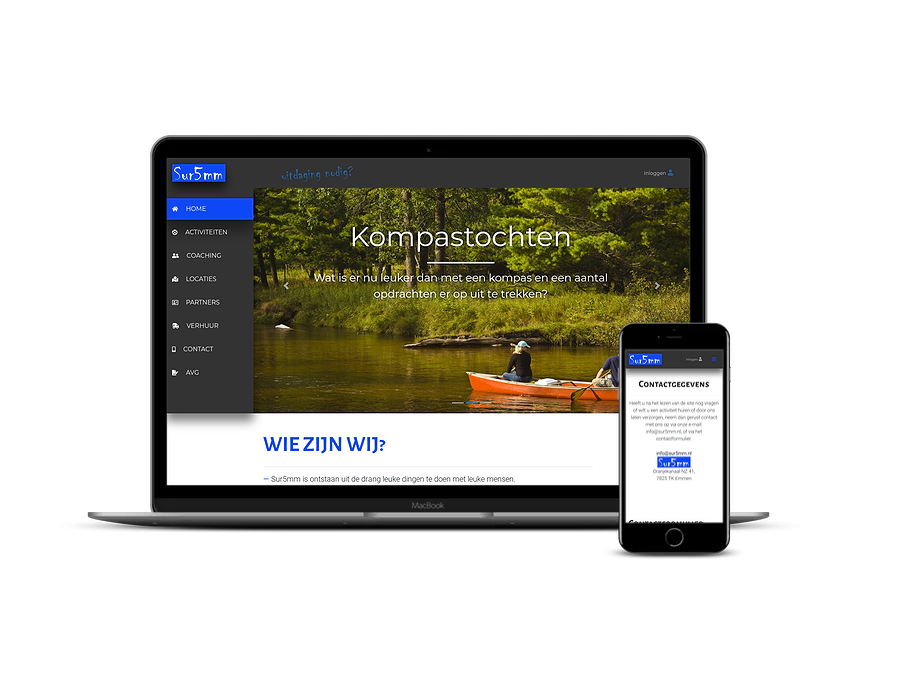 Sur5mm
uitdaging nodig?
Inloggen
HOME
ACTIVITEITEN
COACHING
LOCATIES
PARTNERS
VERHUUR
CONTACT
AVG
Kompastochten
Wat is er nu leuker dan met een kompas en een aantal
opdrachten er op uit te trekken?
WIE ZIJN WIJ?
– Sur5mm is ontstaan uit de drang leuke dingen te doen met leuke mensen.
MacBook
Sur5mm
Inloggen
Contactgegevens
Heeft u na het lezen van de site nog vragen
of wilt u een activiteit huren of door ons
laten verzorgen, neem dan gerust contact
met ons op via onze e-mail:
info@sur5mm.nl of via het
contactformulier.
info@sur5mm.nl
Sur5mm
Oranjekanaal NZ 41,
7825 TK Emmen
Contactformulier